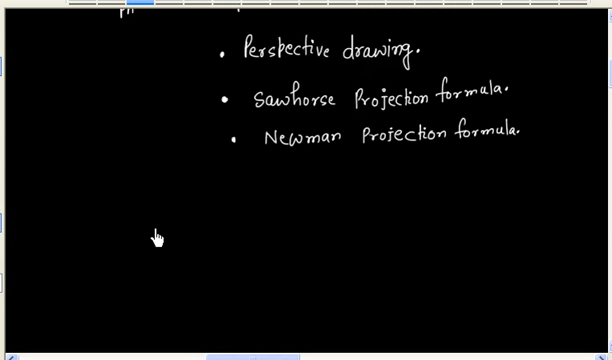 • Perspective drawing.
• Sawhorse Projection formula.
• Newman Projection formula.